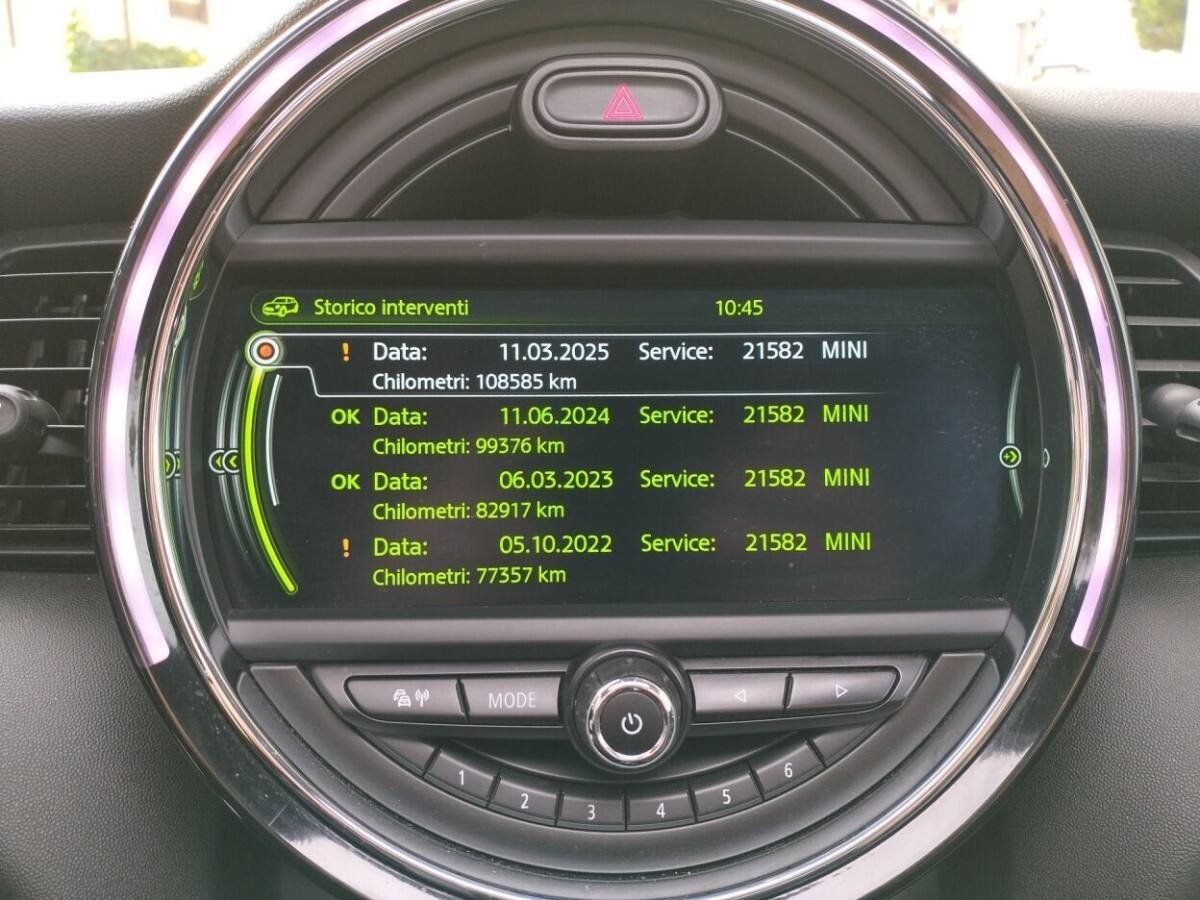 Storico interventi 10:45
! Data: 11.03.2025 Service: 21582 MINI
Chilometri: 108585 km
OK Data: 11.06.2024 Service: 21582 MINI
Chilometri: 99376 km
OK Data: 06.03.2023 Service: 21582 MINI
Chilometri: 82917 km
! Data: 05.10.2022 Service: 21582 MINI
Chilometri: 77357 km
MODE
1 2 3 4 5 6